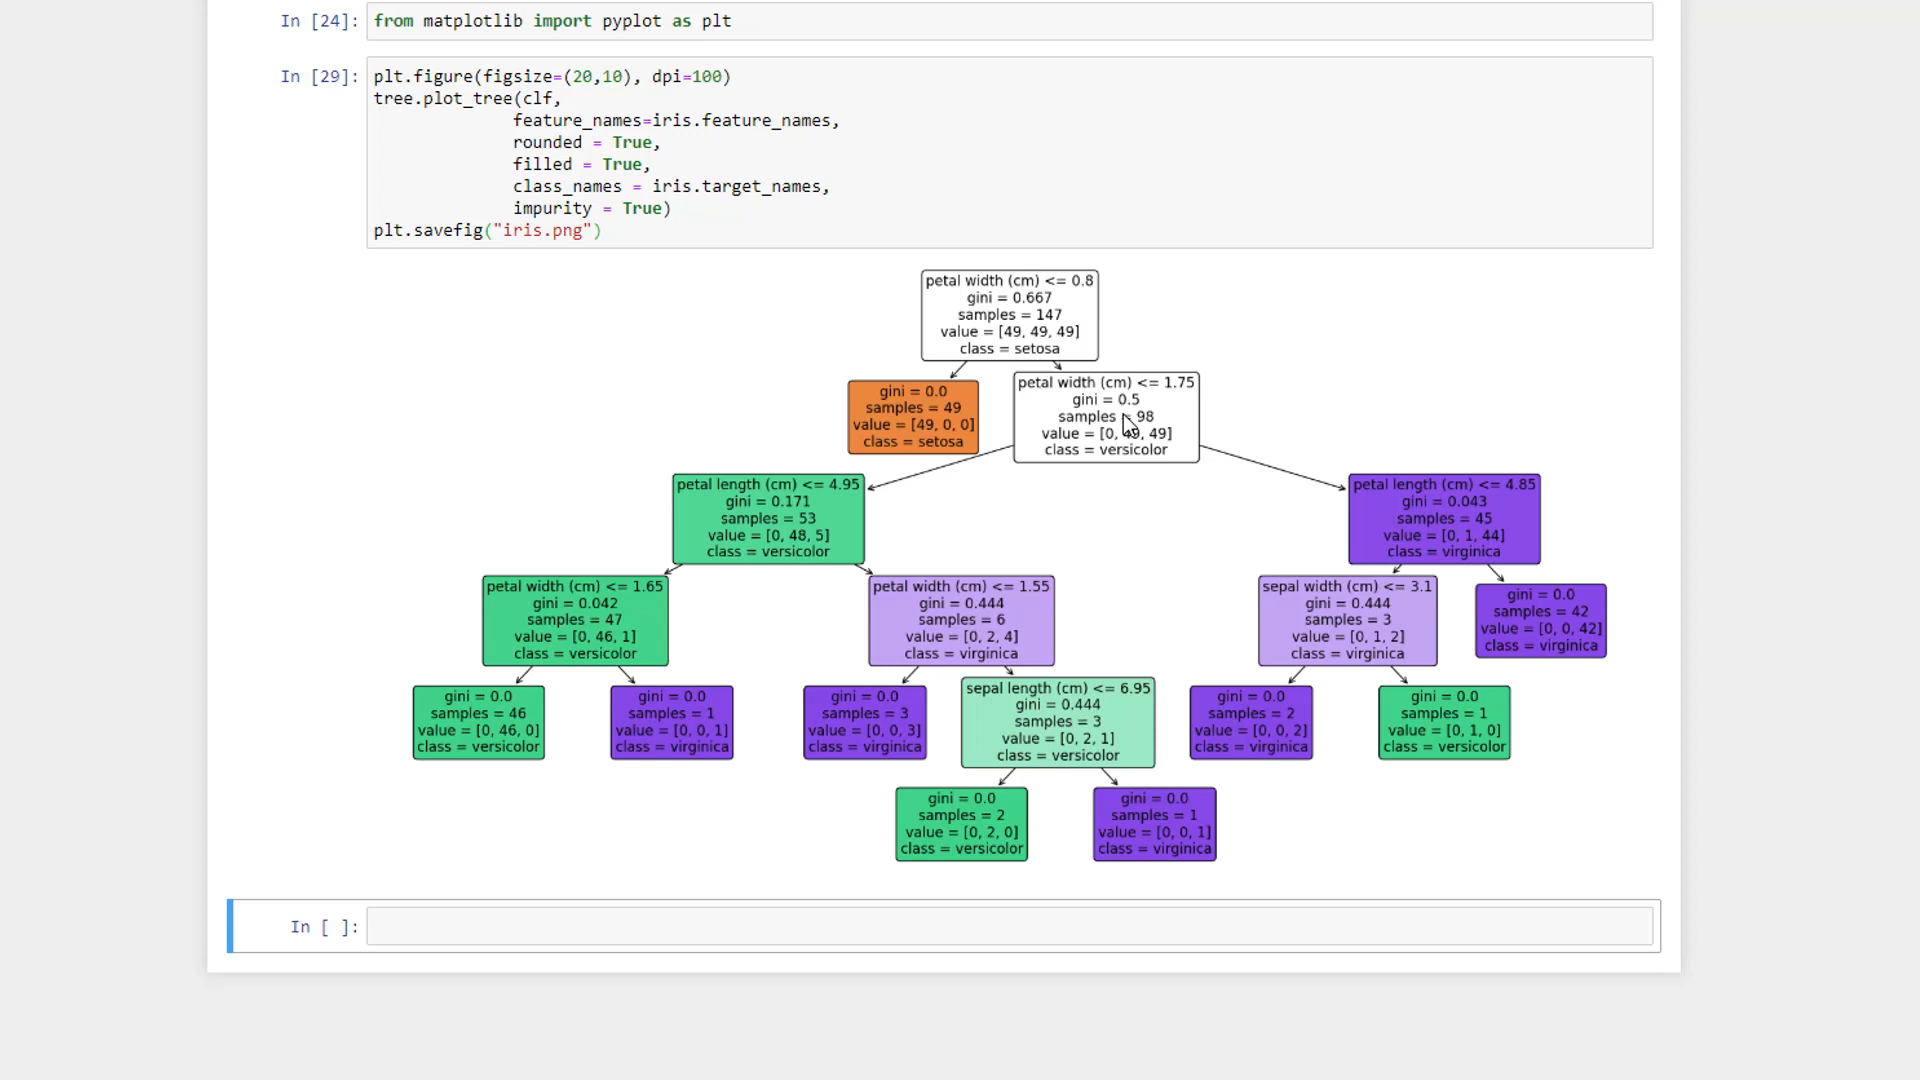 In [24]:
from matplotlib import pyplot as plt
In [29]:
plt.figure(figsize=(20,10), dpi=100)
tree.plot_tree(clf,
feature_names=iris.feature_names,
rounded = True,
filled = True,
class_names = iris.target_names,
impurity = True)
plt.savefig("iris.png")
petal width (cm) <= 0.8
gini = 0.667
samples = 147
value = [49, 49, 49]
class = setosa
gini = 0.0
samples = 49
value = [49, 0, 0]
class = setosa
petal width (cm) <= 1.75
gini = 0.5
samples = 98
value = [0, 49, 49]
class = versicolor
petal length (cm) <= 4.95
gini = 0.171
samples = 53
value = [0, 48, 5]
class = versicolor
petal length (cm) <= 4.85
gini = 0.043
samples = 45
value = [0, 1, 44]
class = virginica
petal width (cm) <= 1.65
gini = 0.042
samples = 47
value = [0, 46, 1]
class = versicolor
petal width (cm) <= 1.55
gini = 0.444
samples = 6
value = [0, 2, 4]
class = virginica
sepal width (cm) <= 3.1
gini = 0.444
samples = 3
value = [0, 1, 2]
class = virginica
gini = 0.0
samples = 42
value = [0, 0, 42]
class = virginica
gini = 0.0
samples = 46
value = [0, 46, 0]
class = versicolor
gini = 0.0
samples = 1
value = [0, 0, 1]
class = virginica
gini = 0.0
samples = 3
value = [0, 0, 3]
class = virginica
sepal length (cm) <= 6.95
gini = 0.444
samples = 3
value = [0, 2, 1]
class = versicolor
gini = 0.0
samples = 2
value = [0, 0, 2]
class = virginica
gini = 0.0
samples = 1
value = [0, 1, 0]
class = versicolor
gini = 0.0
samples = 2
value = [0, 2, 0]
class = versicolor
gini = 0.0
samples = 1
value = [0, 0, 1]
class = virginica
In [ ]: